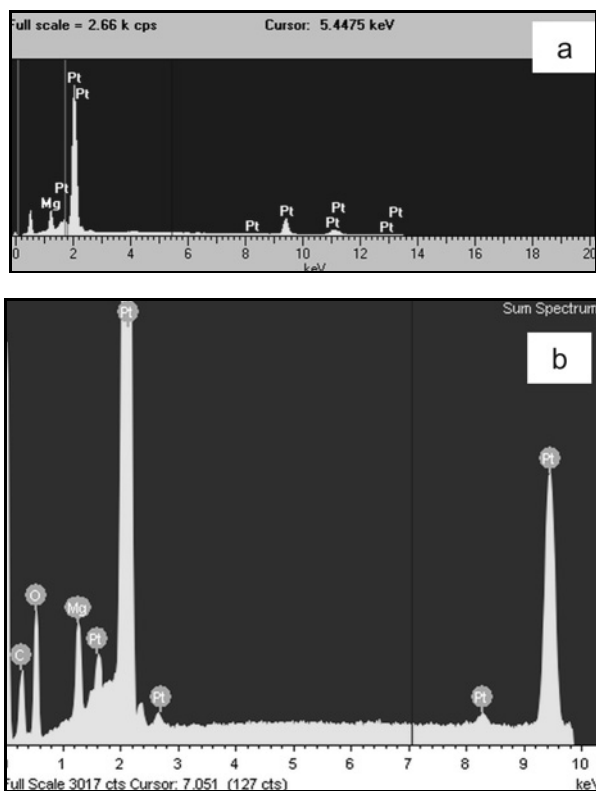 Full scale = 2.66 k cps Cursor: 5.4475 keV
a
Pt
Pt
Pt
Mg
Pt
Pt
Pt
Pt
Pt
Pt
0 2 4 6 8 10 12 14 16 18 20
keV
Sum Spectrum
b
Pt
Pt
O
Mg
Pt
C
Pt
Pt
1 2 3 4 5 6 7 8 9 10
Full Scale 3017 cts Cursor: 7.051 (127 cts) keV